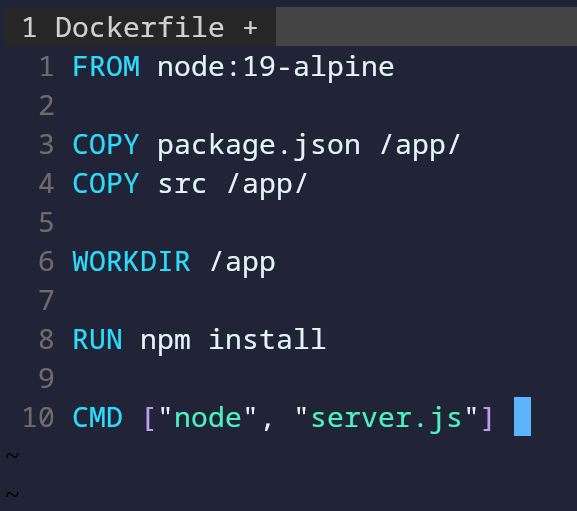 1 Dockerfile +
1 FROM node:19-alpine
2
3 COPY package.json /app/
4 COPY src /app/
5
6 WORKDIR /app
7
8 RUN npm install
9
10 CMD ["node", "server.js"]
~
~